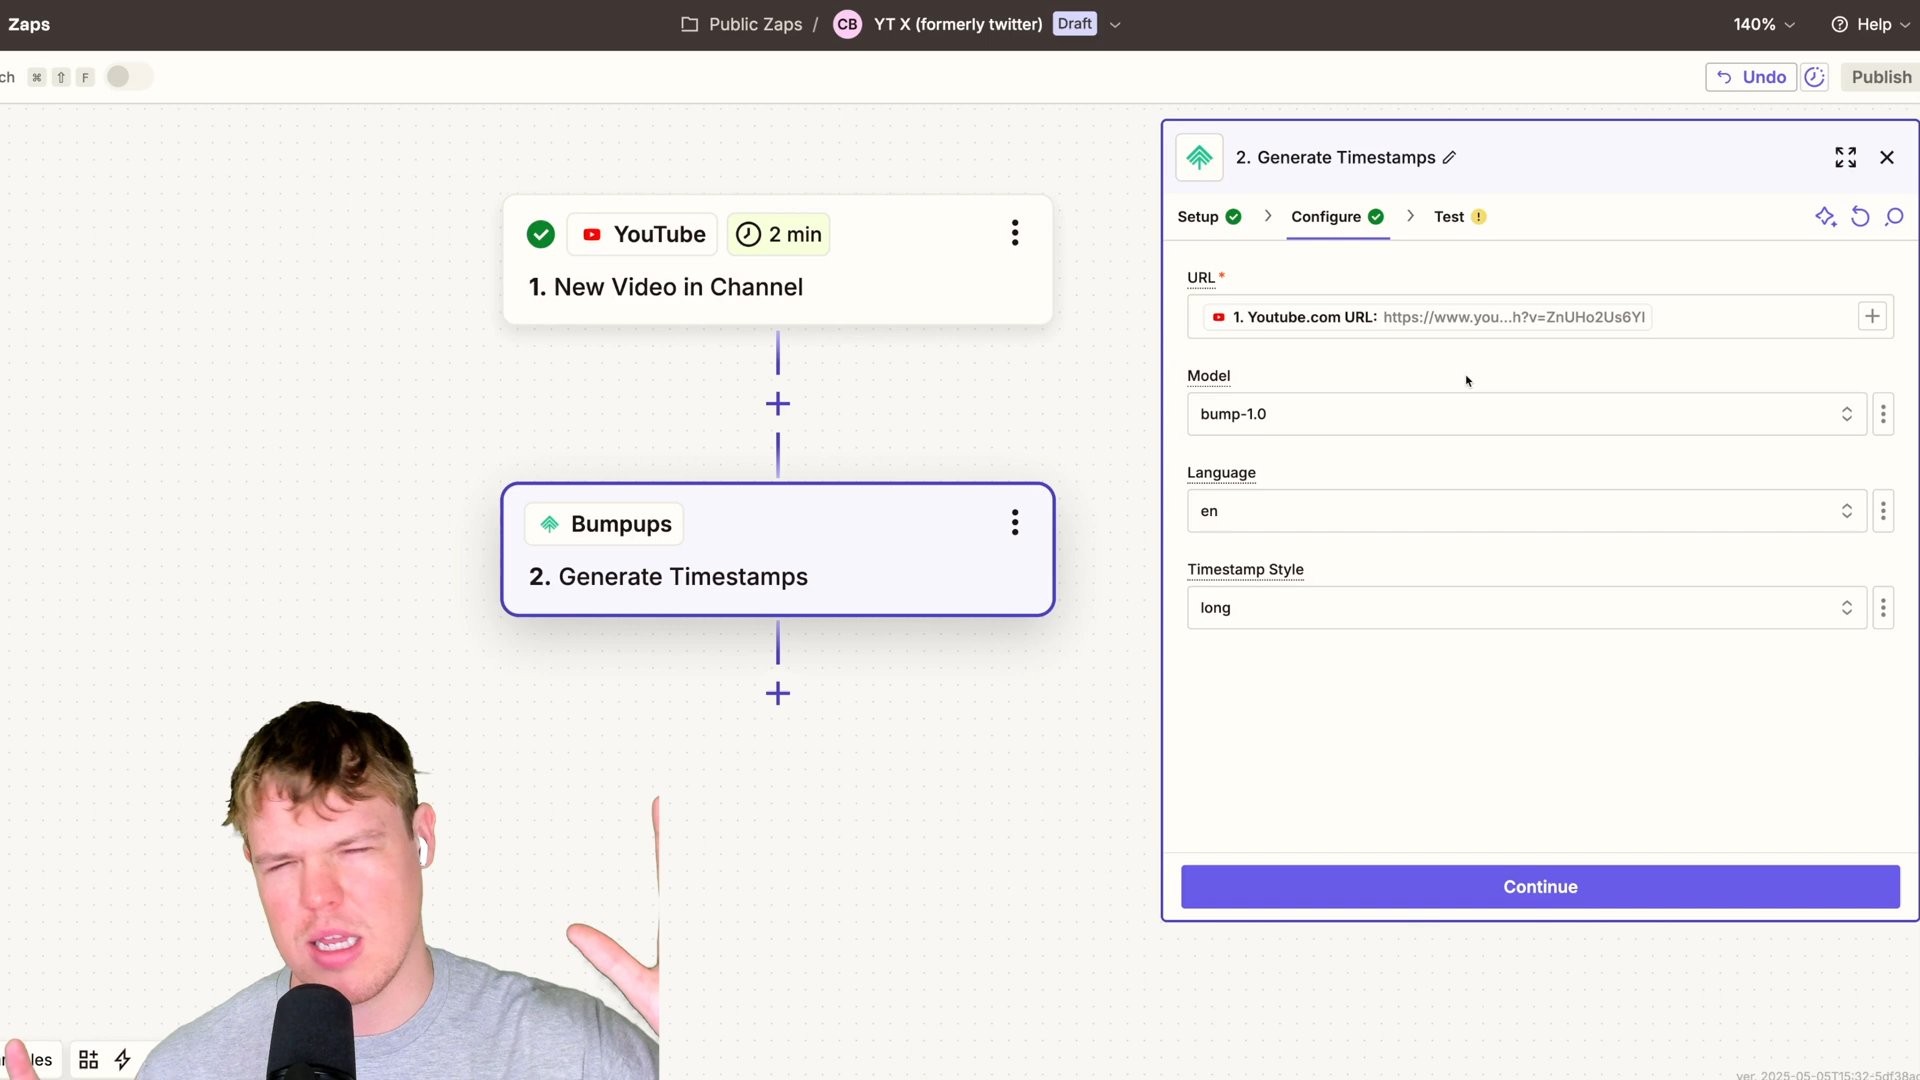 Zaps
Public Zaps / CB YT X (formerly twitter) Draft
140%
Help
ch ⌘ ⇧ F
Undo
Publish
YouTube 2 min
1. New Video in Channel
Bumpups
2. Generate Timestamps
2. Generate Timestamps
Setup > Configure > Test !
URL *
1. Youtube.com URL: https://www.you...h?v=ZnUHo2Us6YI
Model
bump-1.0
Language
en
Timestamp Style
long
Continue
les